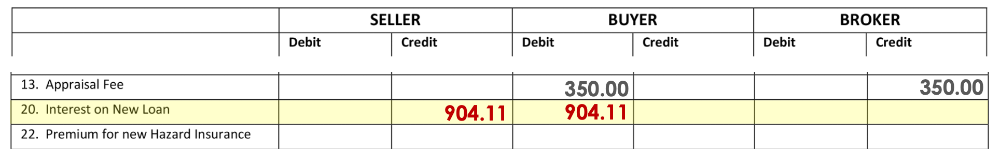 SELLER BUYER BROKER
Debit Credit Debit Credit Debit Credit
13. Appraisal Fee 350.00 350.00
20. Interest on New Loan 904.11 904.11
22. Premium for new Hazard Insurance